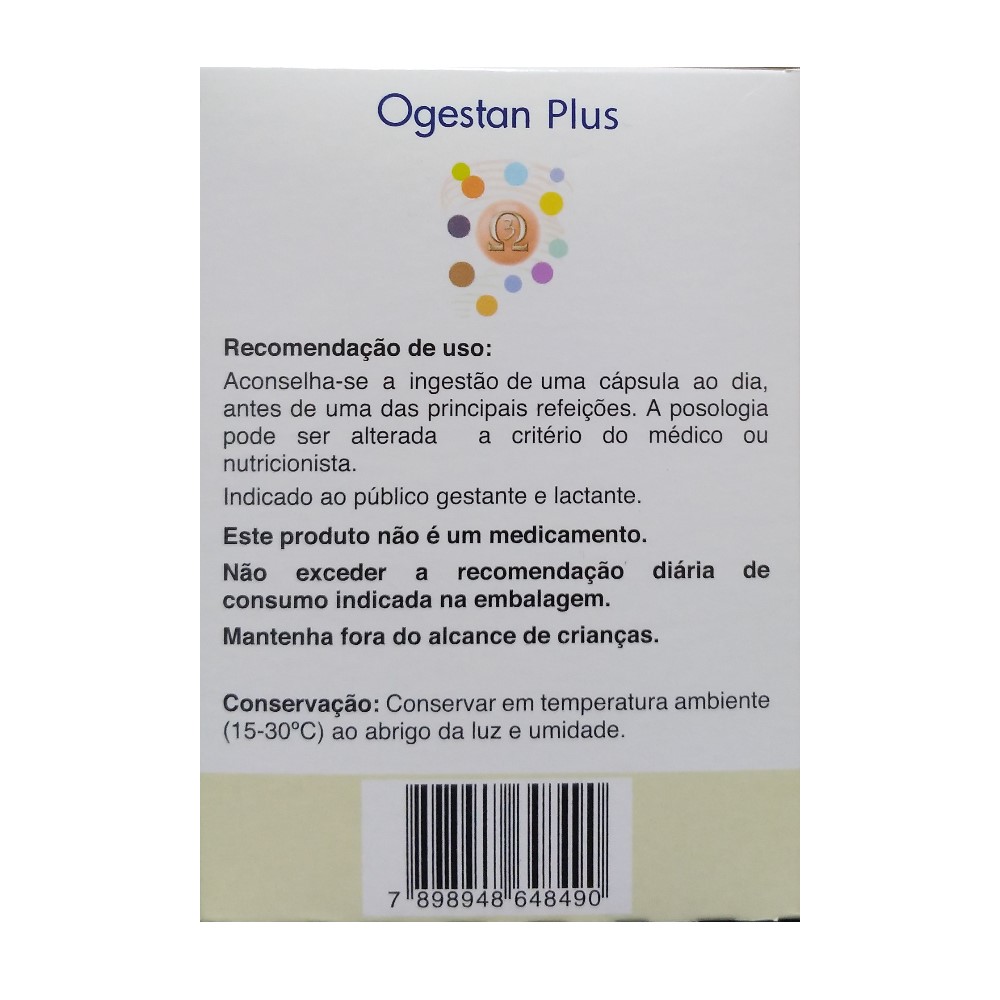 Ogestan Plus
3
Ω
Recomendação de uso:
Aconselha-se a ingestão de uma cápsula ao dia,
antes de uma das principais refeições. A posologia
pode ser alterada a critério do médico ou
nutricionista.
Indicado ao público gestante e lactante.
Este produto não é um medicamento.
Não exceder a recomendação diária de
consumo indicada na embalagem.
Mantenha fora do alcance de crianças.
Conservação: Conservar em temperatura ambiente
(15-30ºC) ao abrigo da luz e umidade.
7 898948 648490